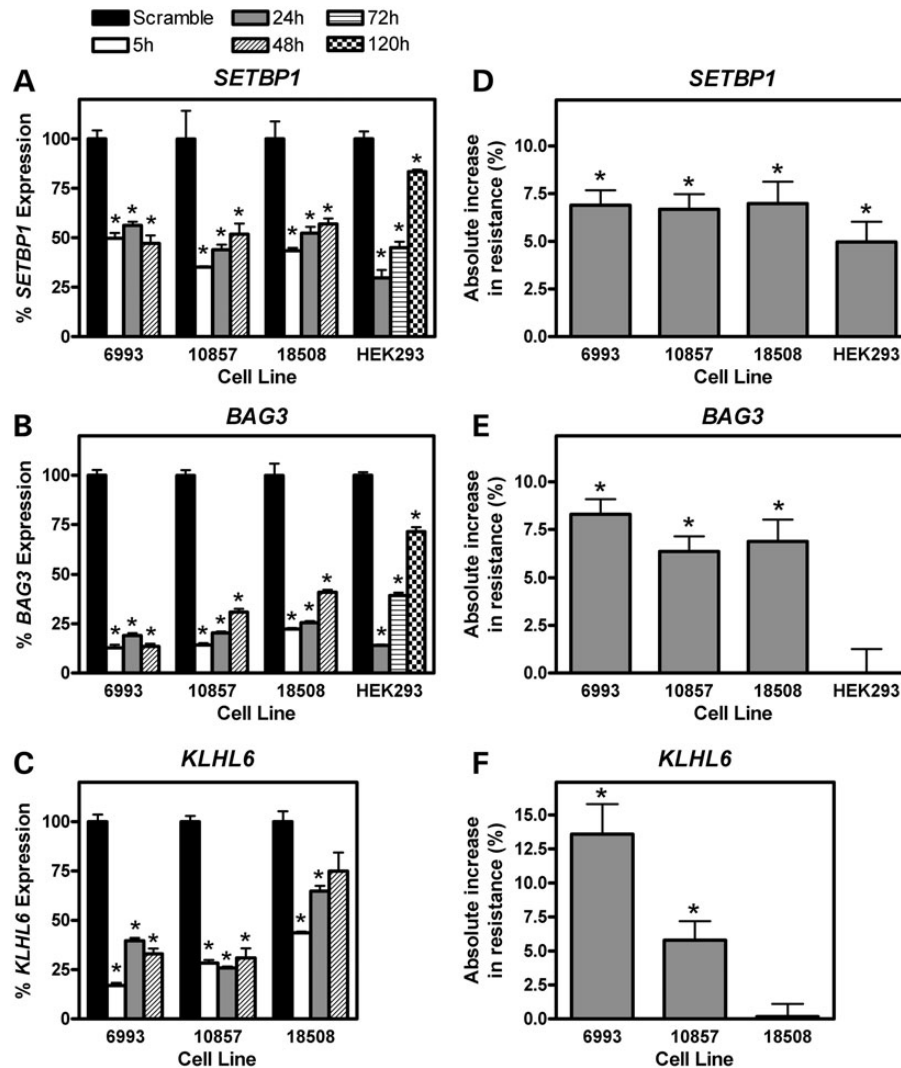 Scramble 24h 72h
5h 48h 120h
A SETBP1
% SETBP1 Expression
100
75
50
25
0
* * * * * * * * * * * *
6993 10857 18508 HEK293
Cell Line
D SETBP1
Absolute increase
in resistance (%)
10.0
7.5
5.0
2.5
0.0
* * * *
6993 10857 18508 HEK293
Cell Line
B BAG3
% BAG3 Expression
100
75
50
25
0
* * * * * * * * * * * *
6993 10857 18508 HEK293
Cell Line
E BAG3
Absolute increase
in resistance (%)
10.0
7.5
5.0
2.5
0.0
* * *
6993 10857 18508 HEK293
Cell Line
C KLHL6
% KLHL6 Expression
100
75
50
25
0
* * * * * * * *
6993 10857 18508
Cell Line
F KLHL6
Absolute increase
in resistance (%)
15.0
12.5
10.0
7.5
5.0
2.5
0.0
* *
6993 10857 18508
Cell Line